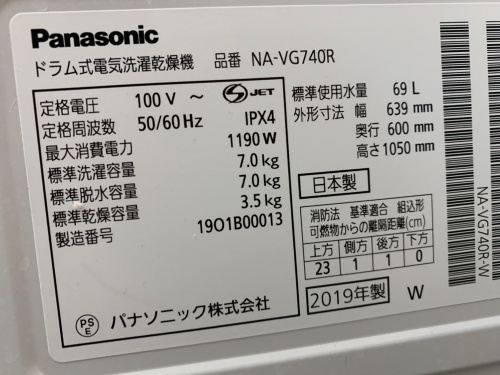 Panasonic
ドラム式電気洗濯乾燥機 品番 NA-VG740R
定格電圧 100 V ～
定格周波数 50/60 Hz
最大消費電力 1190 W
標準洗濯容量 7.0 kg
標準脱水容量 7.0 kg
標準乾燥容量 3.5 kg
製造番号 19O1B00013
S JET
IPX4
PS
E
パナソニック株式会社
標準使用水量 69 L
外形寸法 幅 639 mm
奥行 600 mm
高さ 1050 mm
日本製
消防法 基準適合 組込形
可燃物からの離隔距離(cm)
上方 側方 後方 下方
23 1 1 0
2019年製 W
NA-VG740R-W